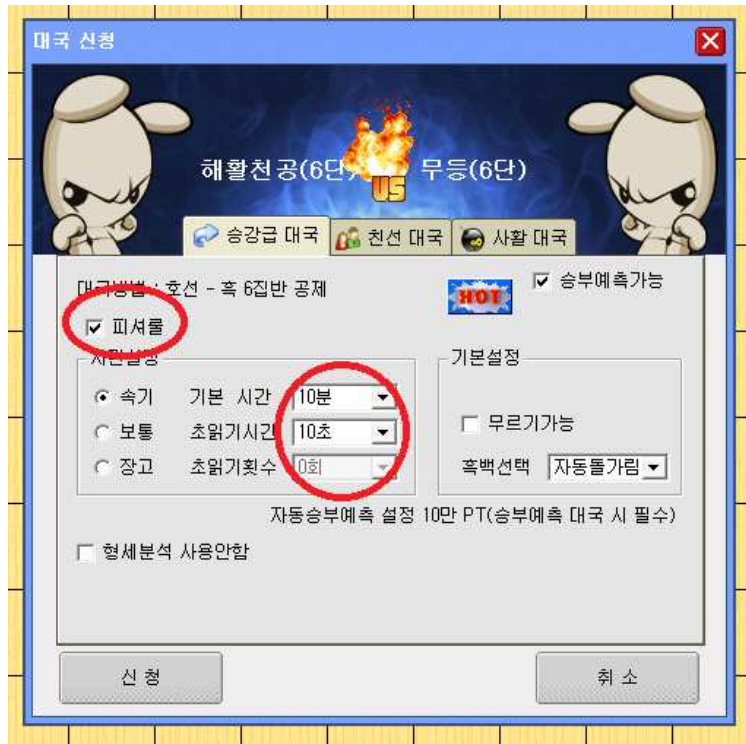 대국 신청
해활천공(6단) VS 무등(6단)
승강급 대국 친선 대국 사활 대국
대국방법 : 호선 - 흑 6집반 공제
HOT
승부예측가능
피셔룰
시간설정
속기 기본 시간 10분
보통 초읽기시간 10초
장고 초읽기횟수 0회
기본설정
무르기가능
흑백선택 자동돌가림
자동승부예측 설정 10만 PT(승부예측 대국 시 필수)
형세분석 사용안함
신 청 취 소